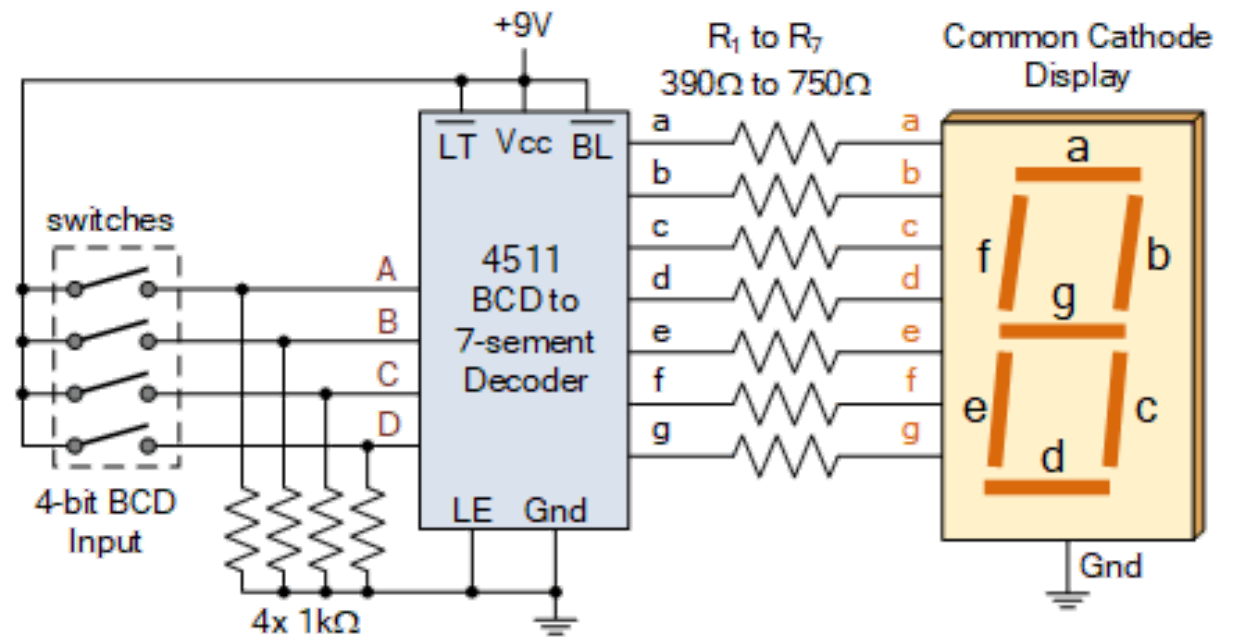 +9V
R₁ to R₇
390Ω to 750Ω
Common Cathode
Display
LT Vcc BL
switches
A
B
C
D
4511
BCD to
7-sement
Decoder
LE Gnd
4-bit BCD
Input
4x 1kΩ
a
b
c
d
e
f
g
a
b
c
d
e
f
g
a
f b
g
e c
d
Gnd